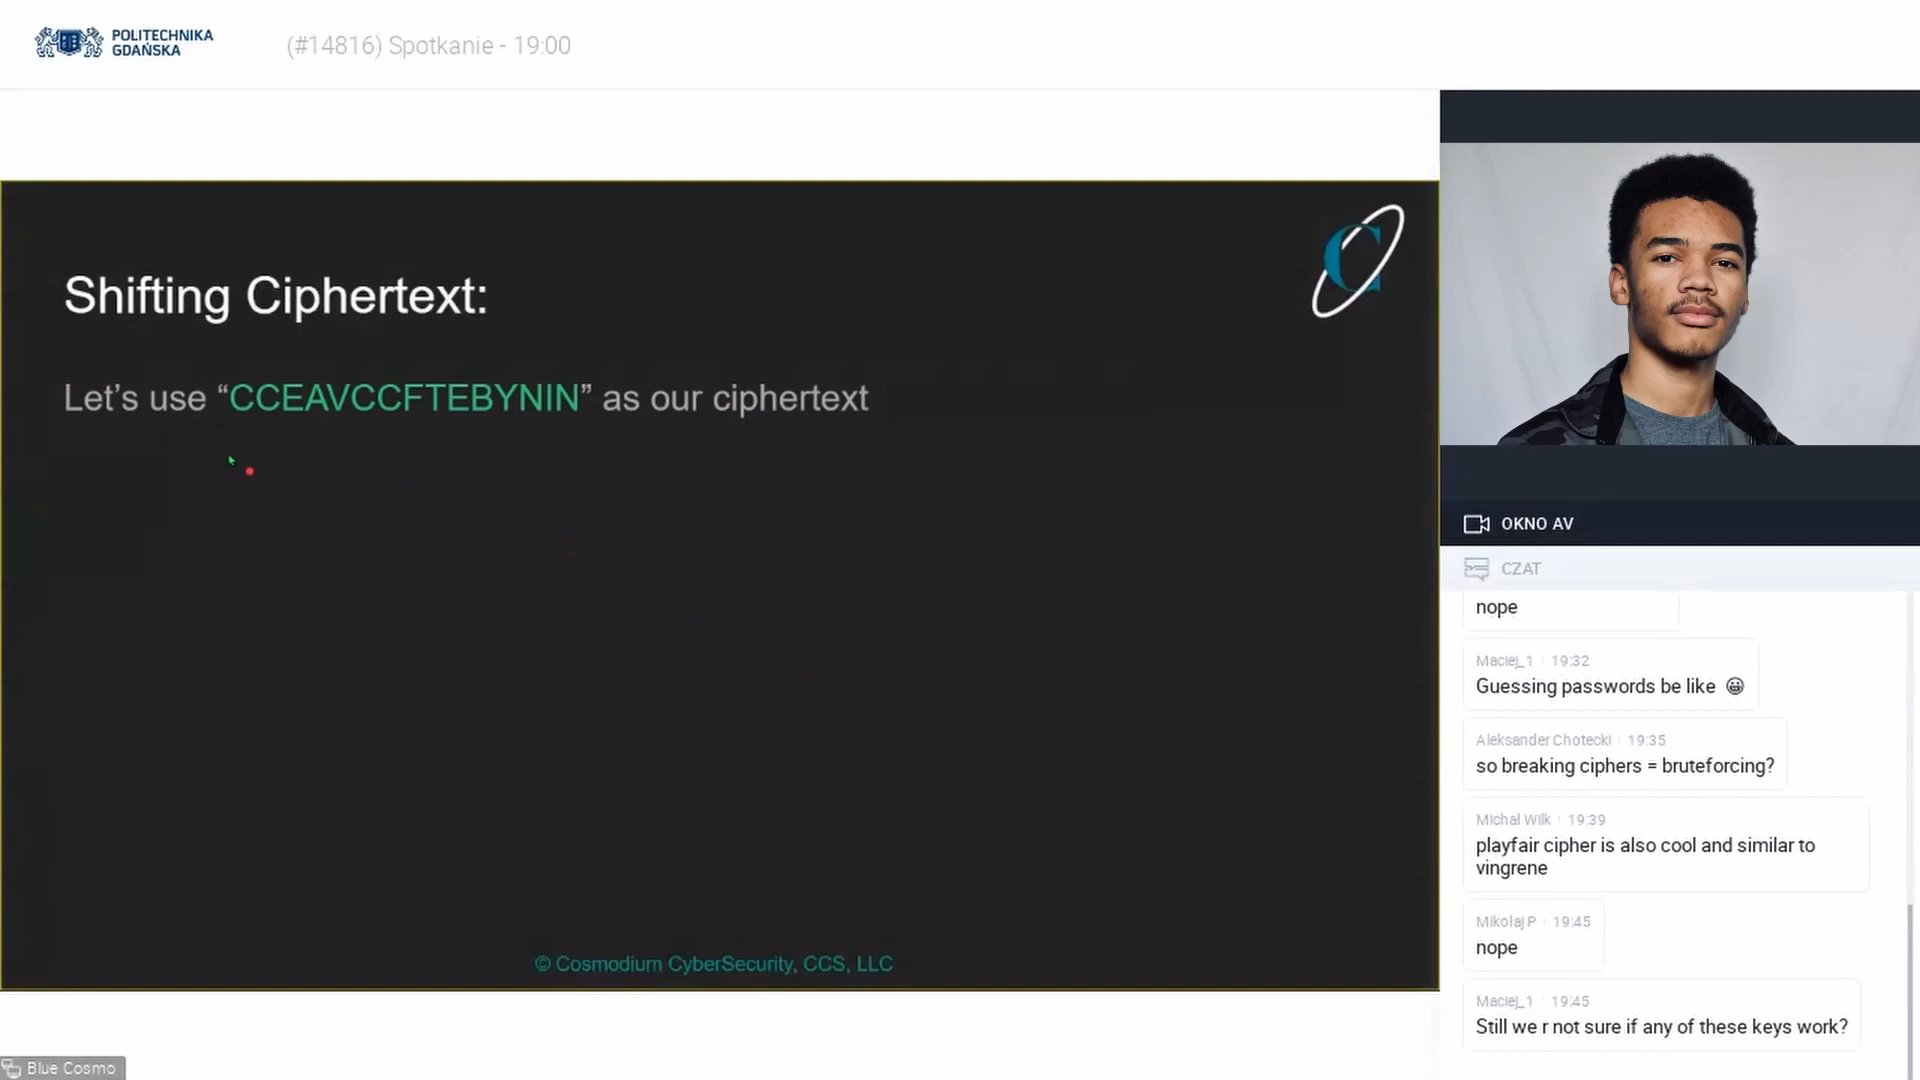 POLITECHNIKA
GDAŃSKA
(#14816) Spotkanie - 19:00
Shifting Ciphertext:
Let's use “CCEAVCCFTEBYNIN” as our ciphertext
© Cosmodium CyberSecurity, CCS, LLC
Blue Cosmo
OKNO AV
CZAT
nope
Maciej_1 19:32
Guessing passwords be like 😀
Aleksander Chotecki 19:35
so breaking ciphers = bruteforcing?
Michał Wilk 19:39
playfair cipher is also cool and similar to
vingrene
Mikołaj P 19:45
nope
Maciej_1 19:45
Still we r not sure if any of these keys work?